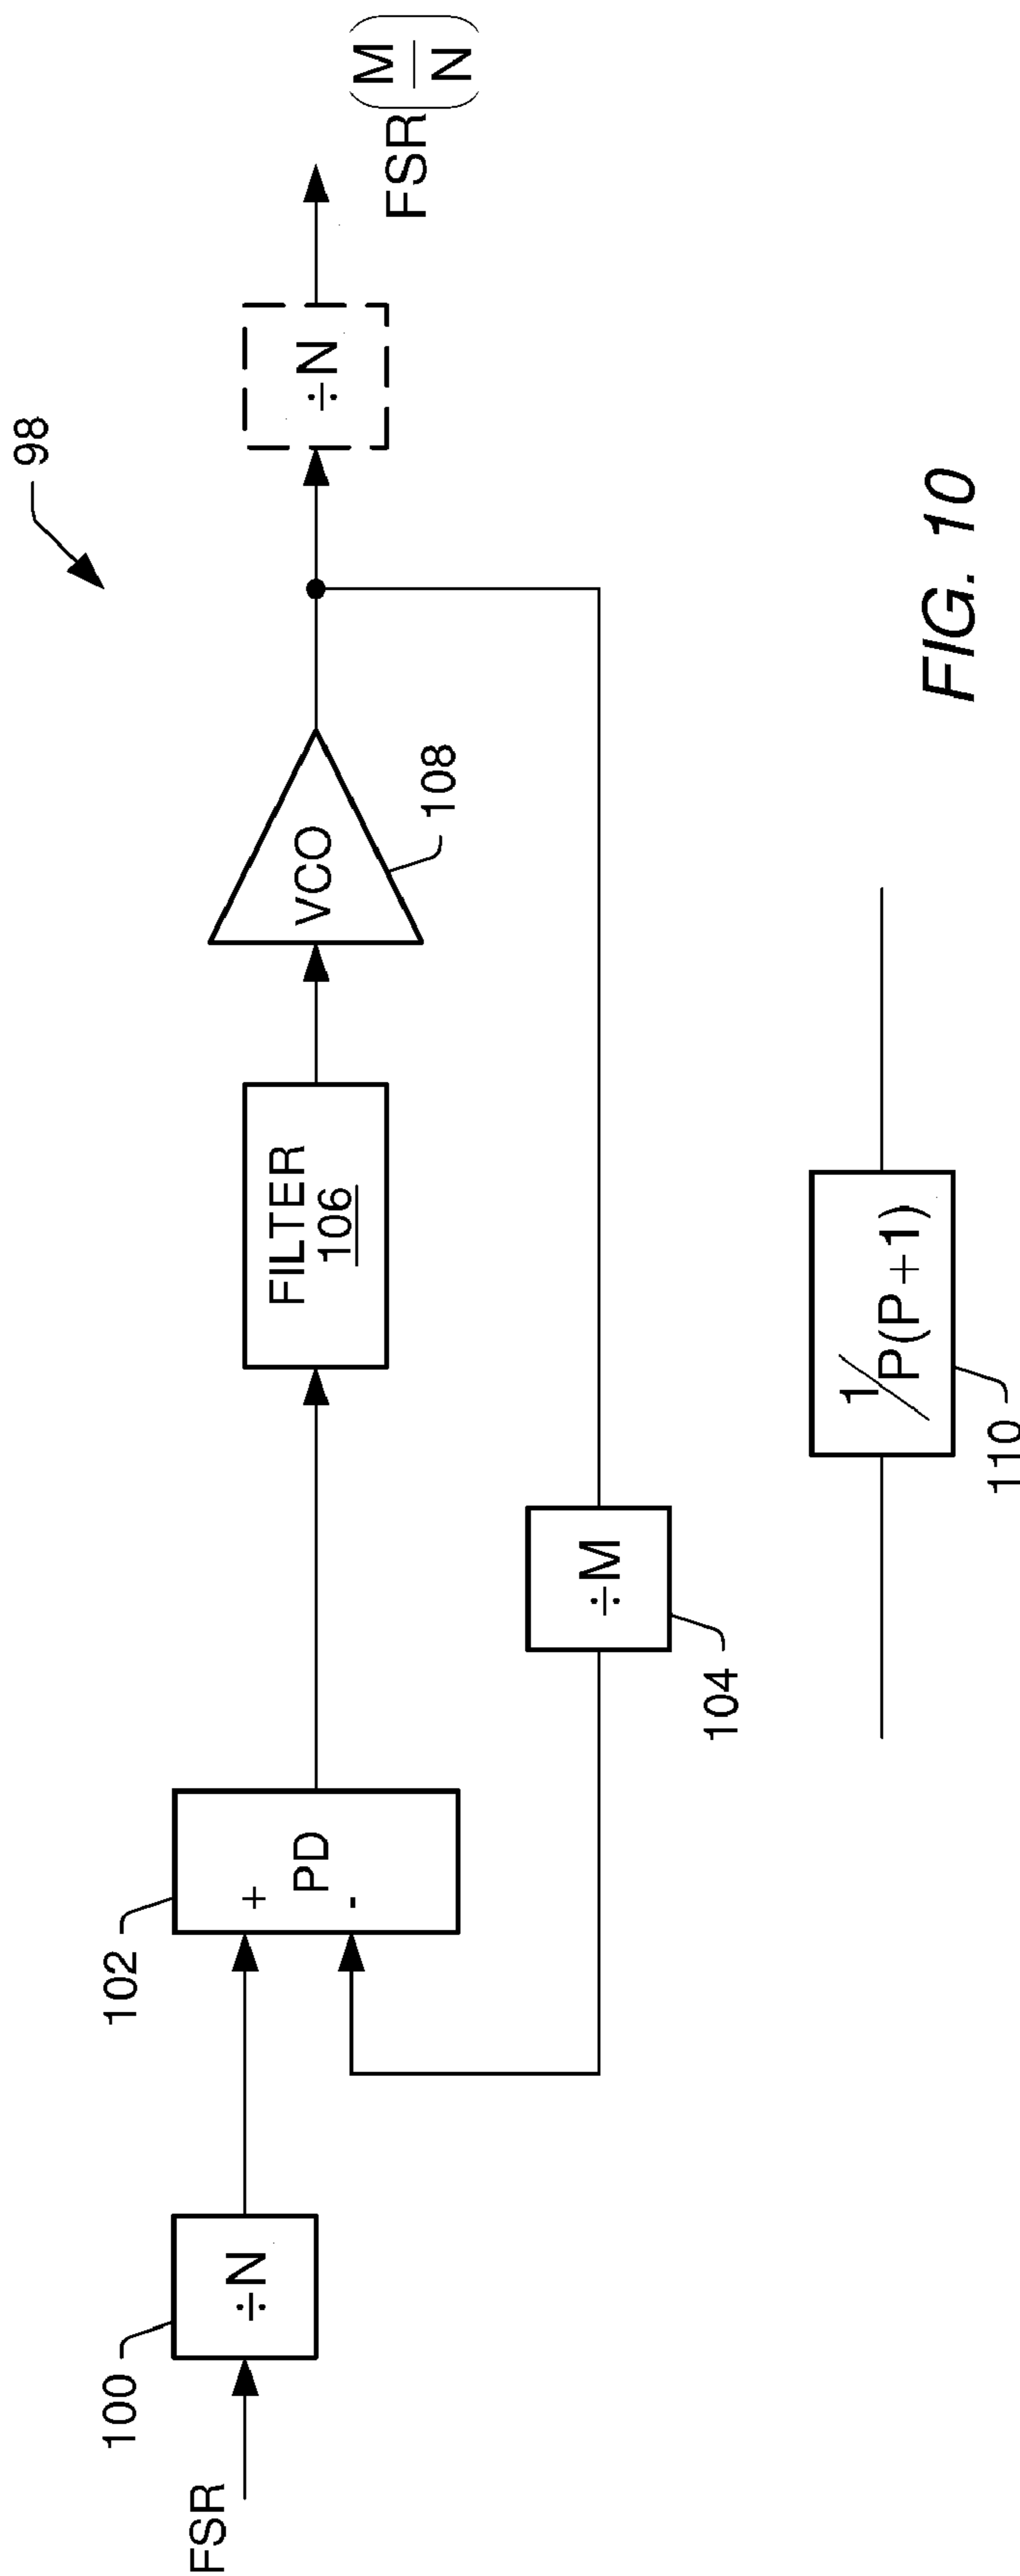 98
FSR
÷N
100
+
PD
-
102
FILTER
106
VCO
108
÷N
FSR (M/N)
÷M
104
1/P(P+1)
110
FIG. 10